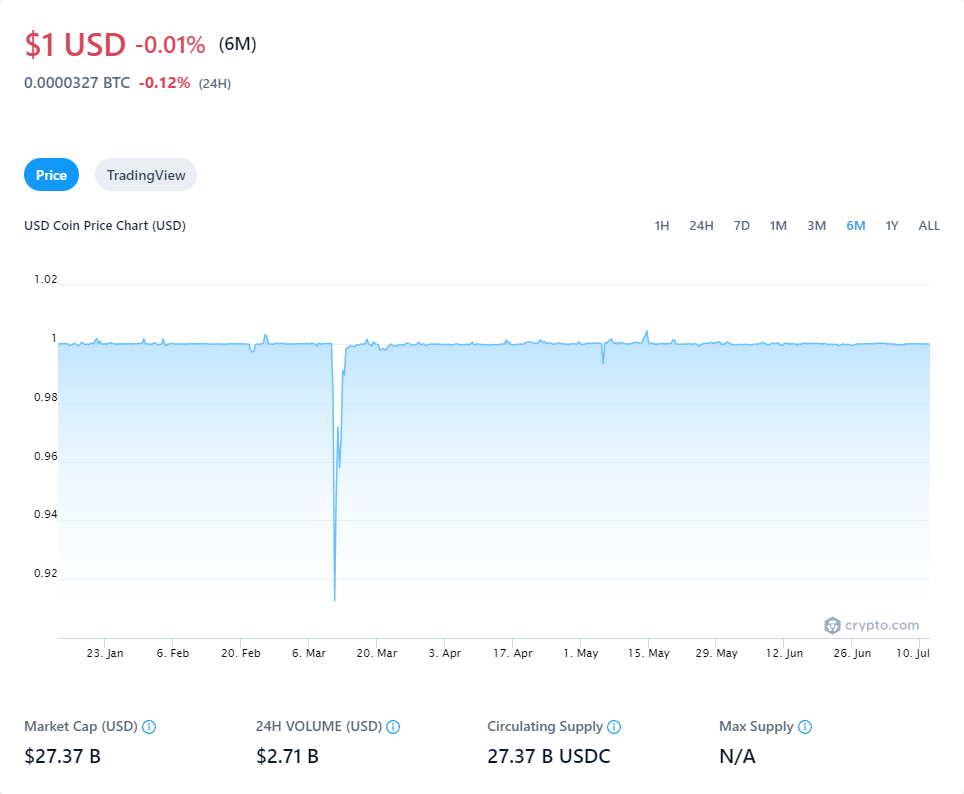 $1 USD -0.01% (6M)
0.0000327 BTC -0.12% (24H)
Price TradingView
USD Coin Price Chart (USD) 1H 24H 7D 1M 3M 6M 1Y ALL
1.02
1
0.98
0.96
0.94
0.92
crypto.com
23. Jan 6. Feb 20. Feb 6. Mar 20. Mar 3. Apr 17. Apr 1. May 15. May 29. May 12. Jun 26. Jun 10. Jul
Market Cap (USD) 24H VOLUME (USD) Circulating Supply Max Supply
$27.37 B $2.71 B 27.37 B USDC N/A